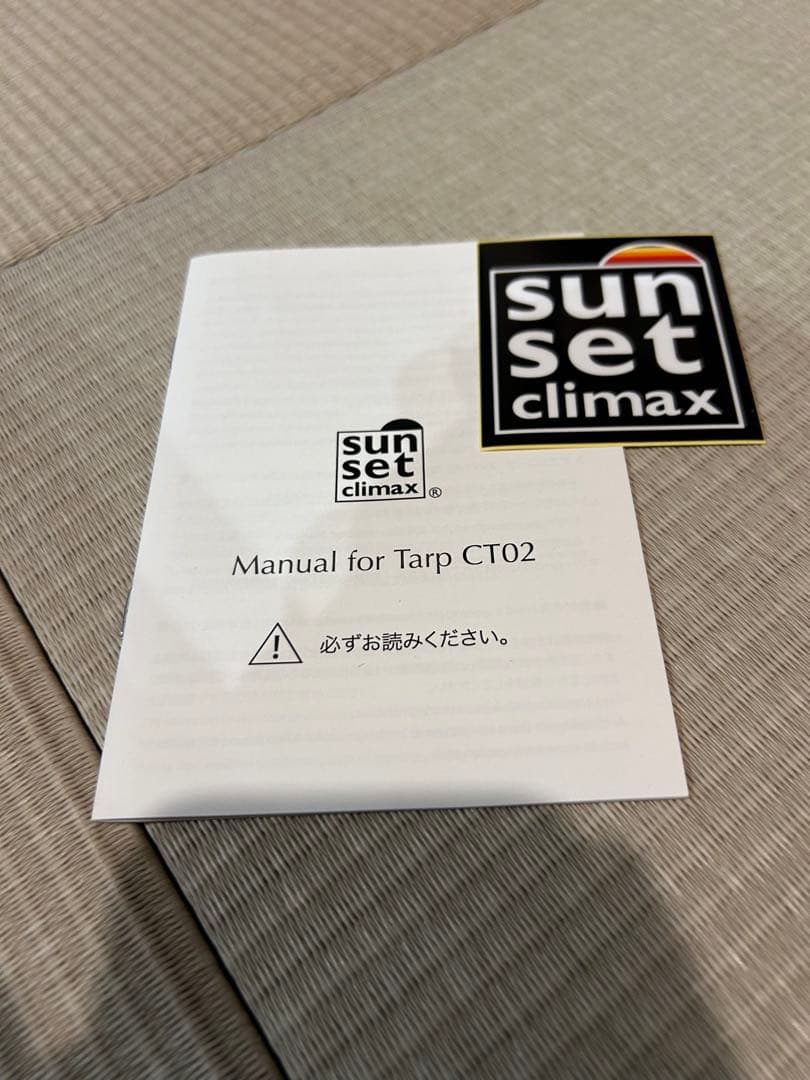 sun
set
climax
sun
set
climax®
Manual for Tarp CT02
必ずお読みください。